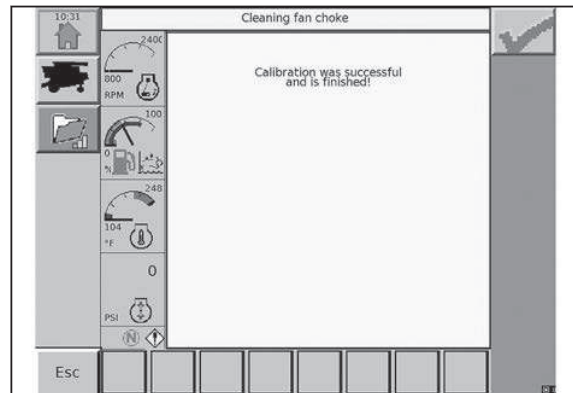 10:31
Cleaning fan choke
2400
800
RPM
Calibration was successful
and is finished!
100
0
%
248
104
°F
0
PSI
N
Esc